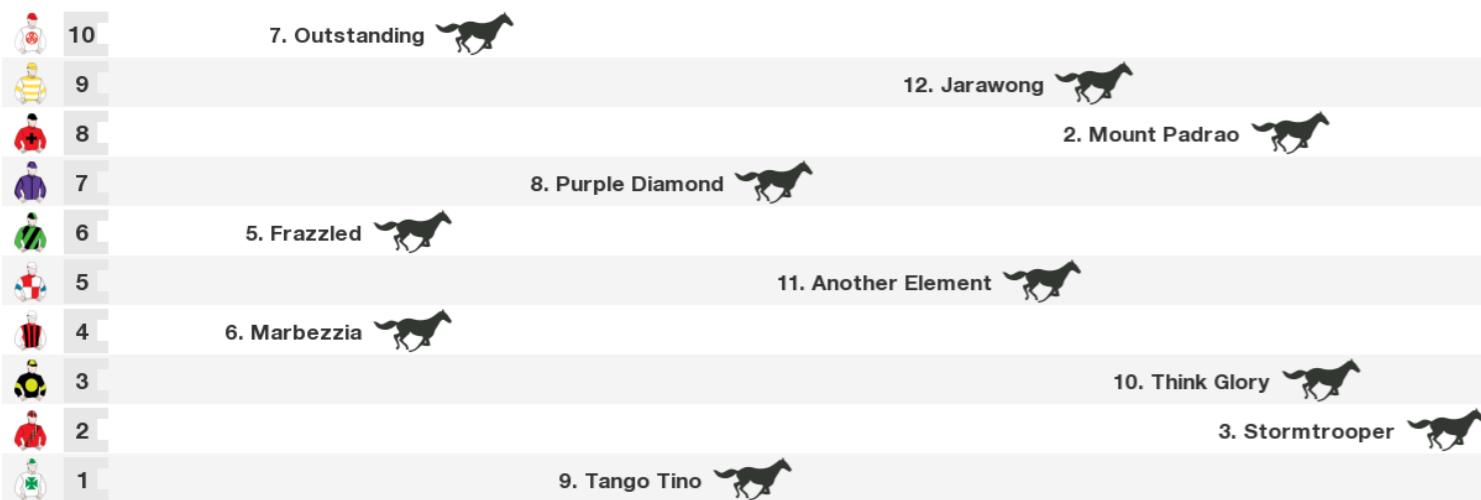 10 7. Outstanding
9 12. Jarawong
8 2. Mount Padrao
7 8. Purple Diamond
6 5. Frazzled
5 11. Another Element
4 6. Marbezzia
3 10. Think Glory
2 3. Stormtrooper
1 9. Tango Tino